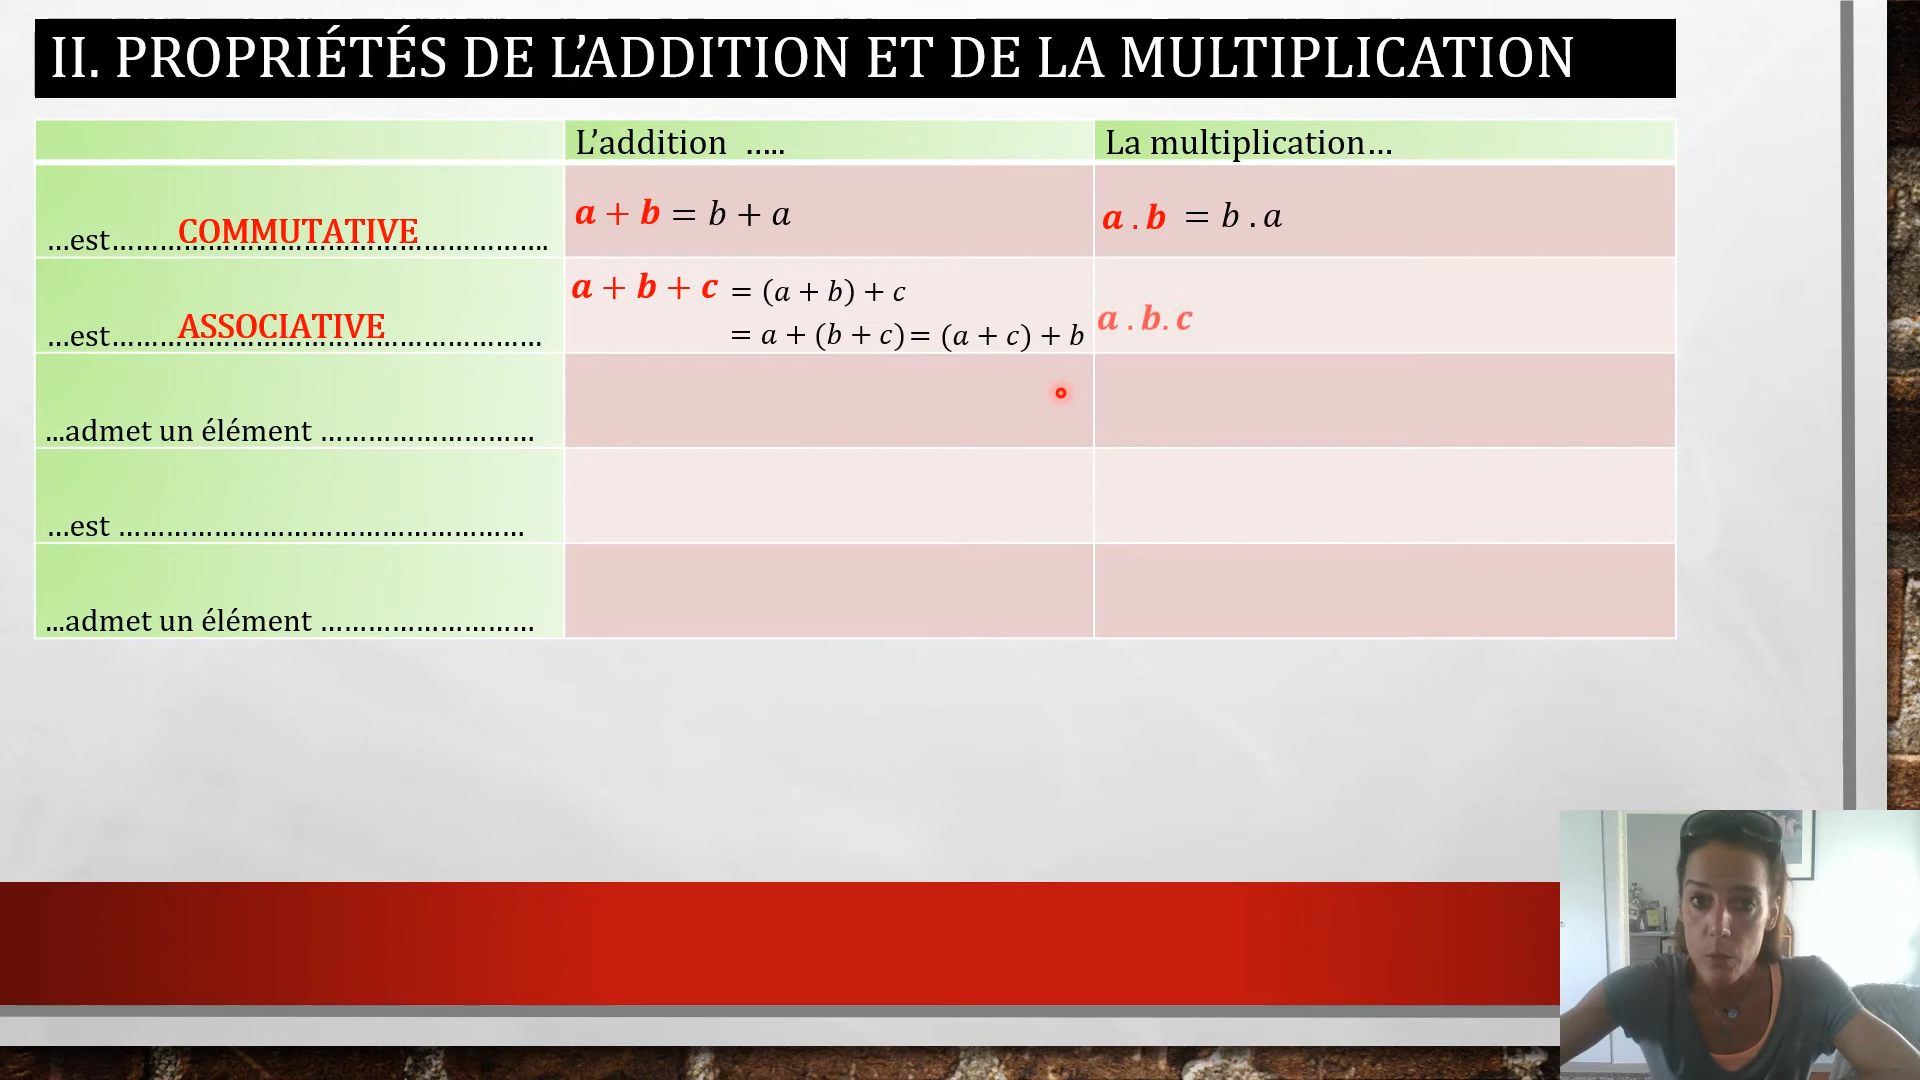 II. PROPRIÉTÉS DE L’ADDITION ET DE LA MULTIPLICATION
L’addition …..
La multiplication…
…est……………………………………………….
COMMUTATIVE
a + b = b + a
a . b = b . a
…est………………………………………………
ASSOCIATIVE
a + b + c = (a + b) + c
= a + (b + c) = (a + c) + b
a . b. c
...admet un élément ………………………
…est ……………………………………………
...admet un élément ………………………